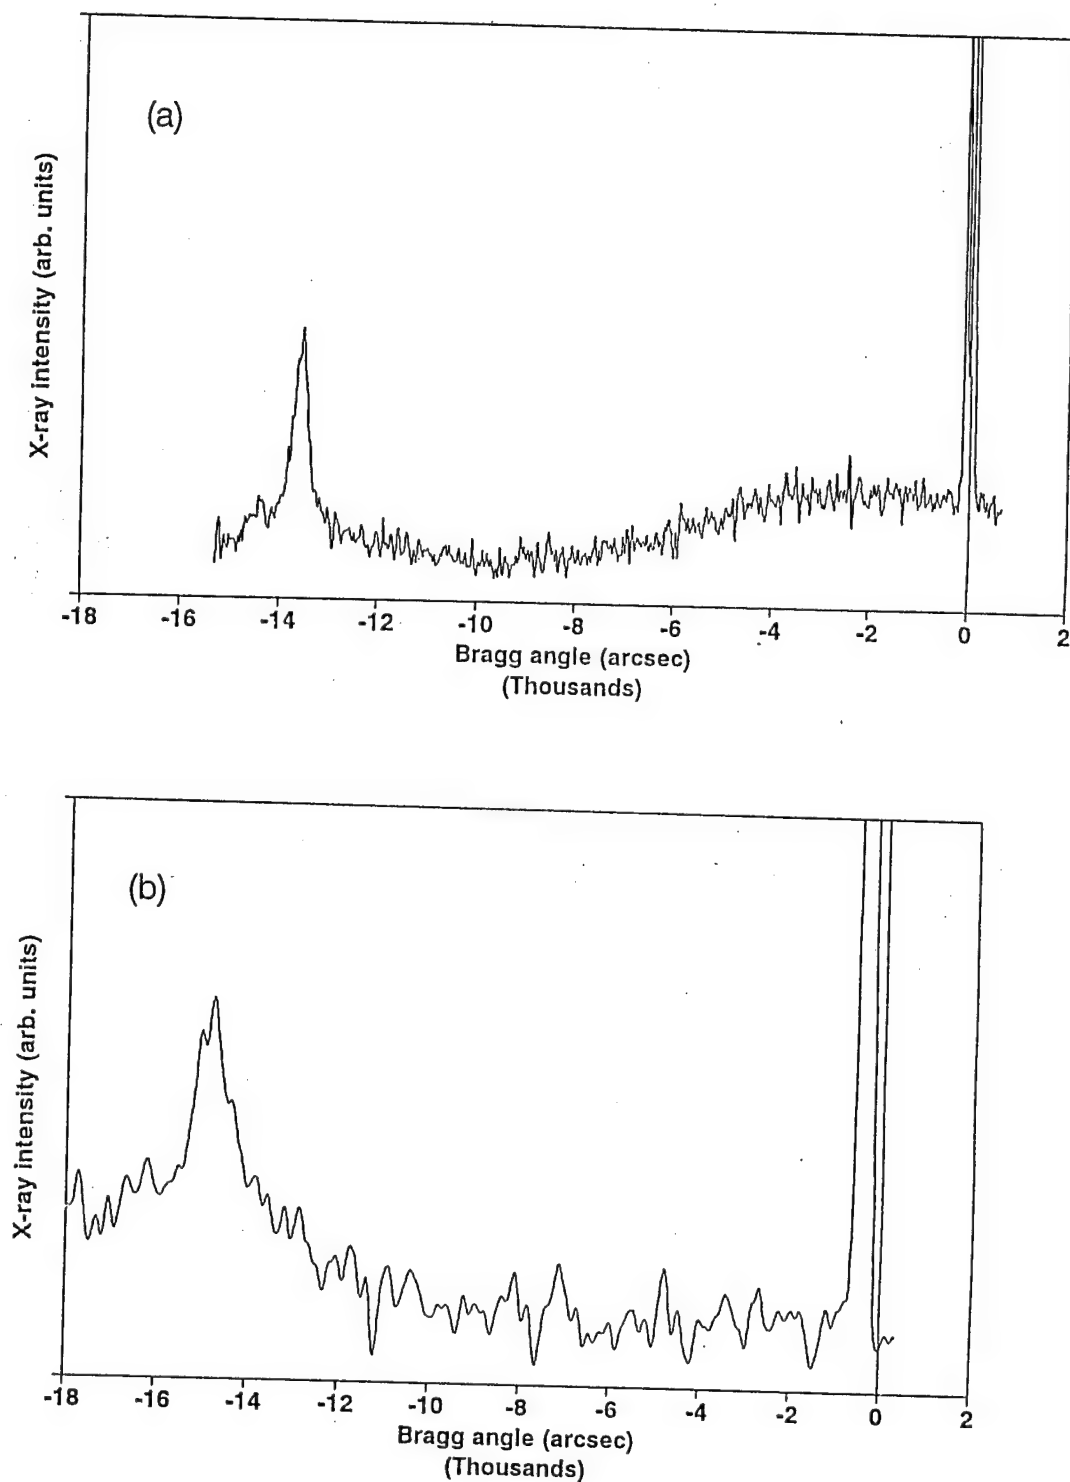 (a)
X-ray intensity (arb. units)
-18 -16 -14 -12 -10 -8 -6 -4 -2 0 2
Bragg angle (arcsec)
(Thousands)
(b)
X-ray intensity (arb. units)
-18 -16 -14 -12 -10 -8 -6 -4 -2 0 2
Bragg angle (arcsec)
(Thousands)